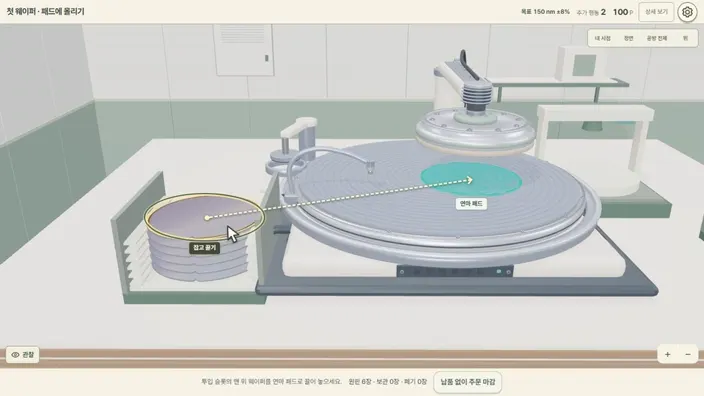 첫 웨이퍼 · 패드에 올리기
목표 150 nm ±8% 추가 행동 2 100 P 상세 보기
내 시점 정면 공방 전체 위
연마 패드
잡고 끌기
관찰
+ −
투입 슬롯의 맨 위 웨이퍼를 연마 패드로 끌어 놓으세요. 원린 6장 · 보관 0장 · 폐기 0장 납품 없이 주문 마감